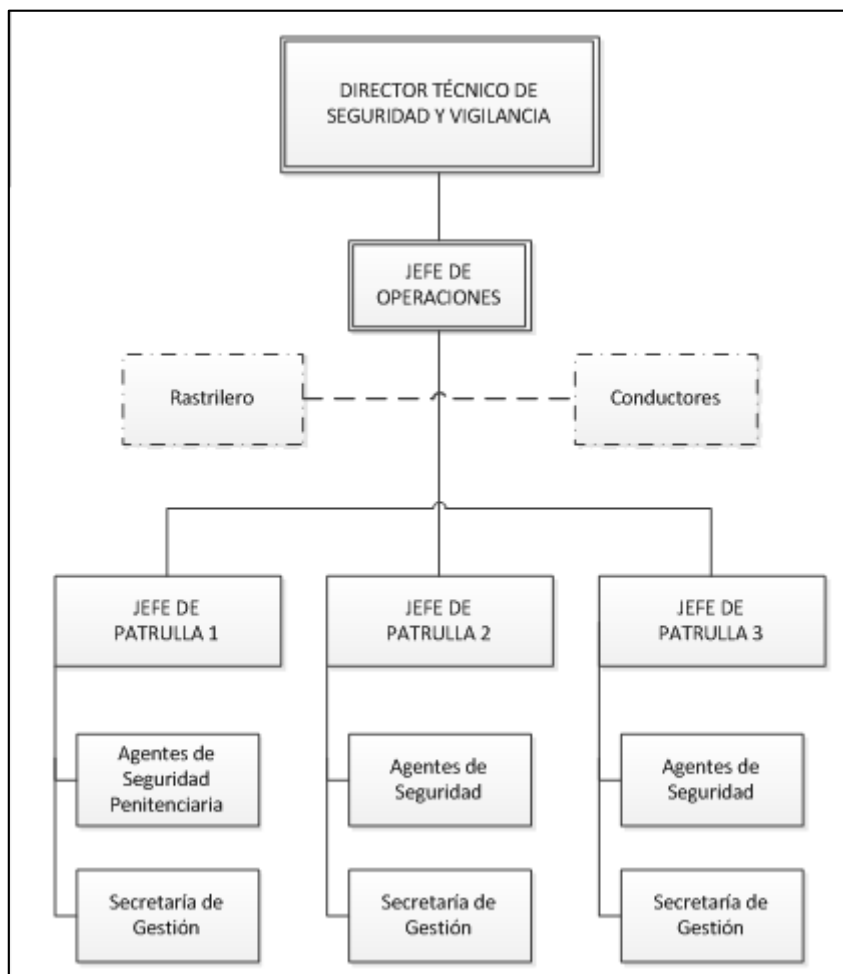 DIRECTOR TÉCNICO DE
SEGURIDAD Y VIGILANCIA
JEFE DE
OPERACIONES
Rastrilero
Conductores
JEFE DE
PATRULLA 1
JEFE DE
PATRULLA 2
JEFE DE
PATRULLA 3
Agentes de
Seguridad
Penitenciaria
Agentes de
Seguridad
Agentes de
Seguridad
Secretaría de
Gestión
Secretaría de
Gestión
Secretaría de
Gestión